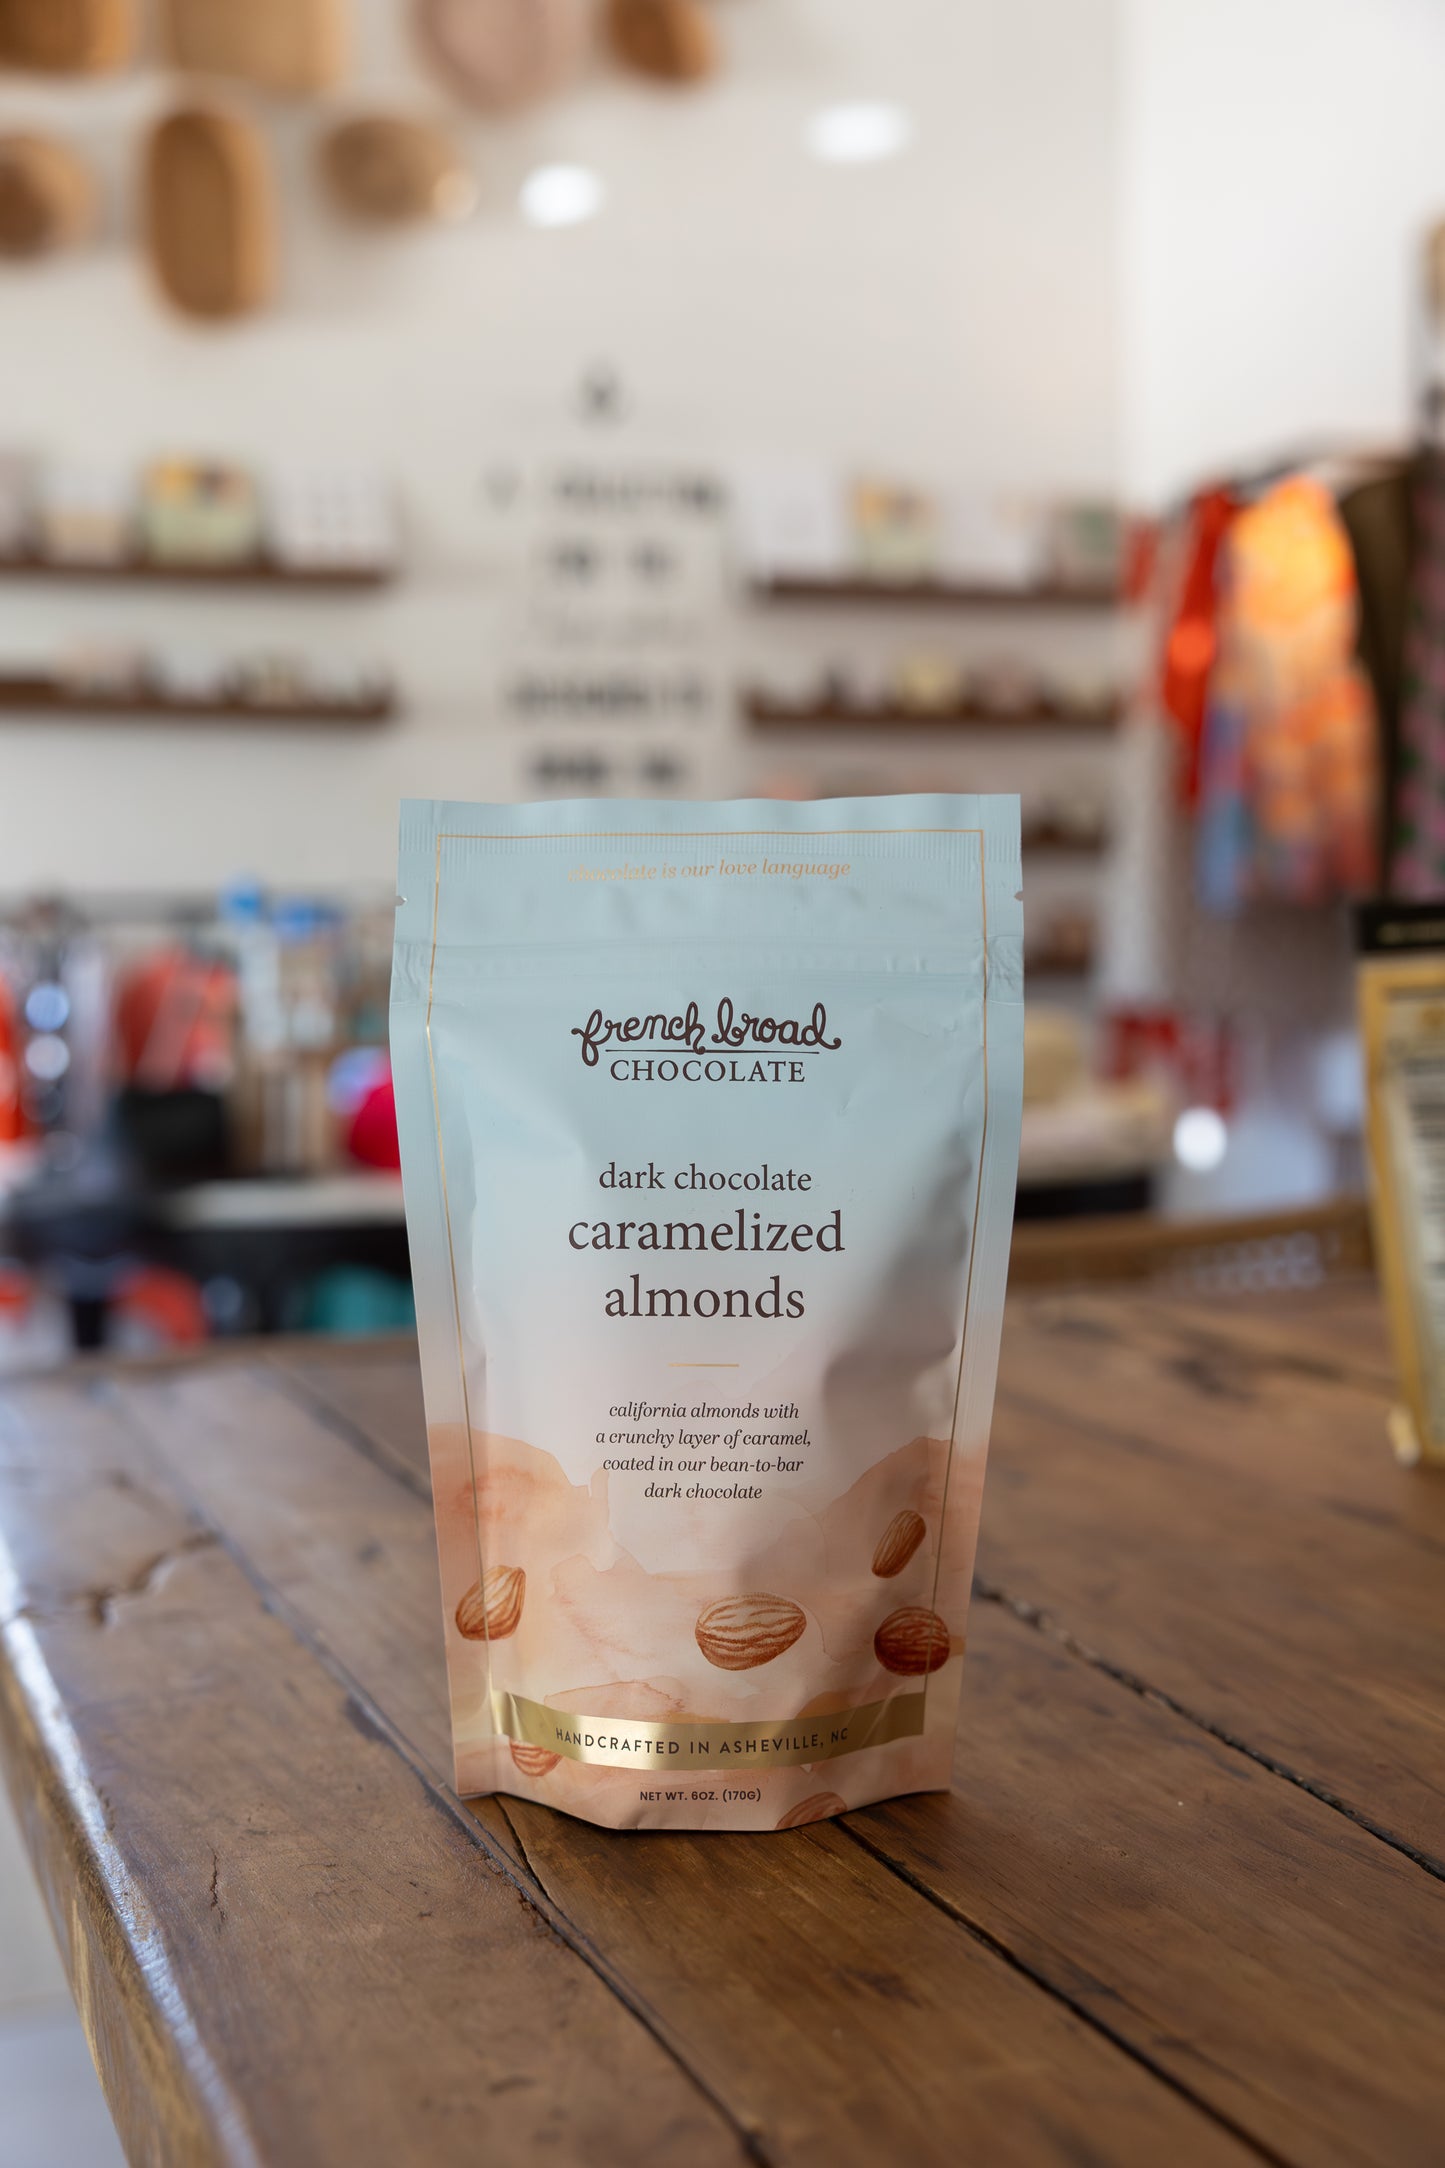 chocolate is our love language
french broad
CHOCOLATE
dark chocolate
caramelized
almonds
california almonds with
a crunchy layer of caramel,
coated in our bean-to-bar
dark chocolate
HANDCRAFTED IN ASHEVILLE, NC
NET WT. 6OZ. (170G)